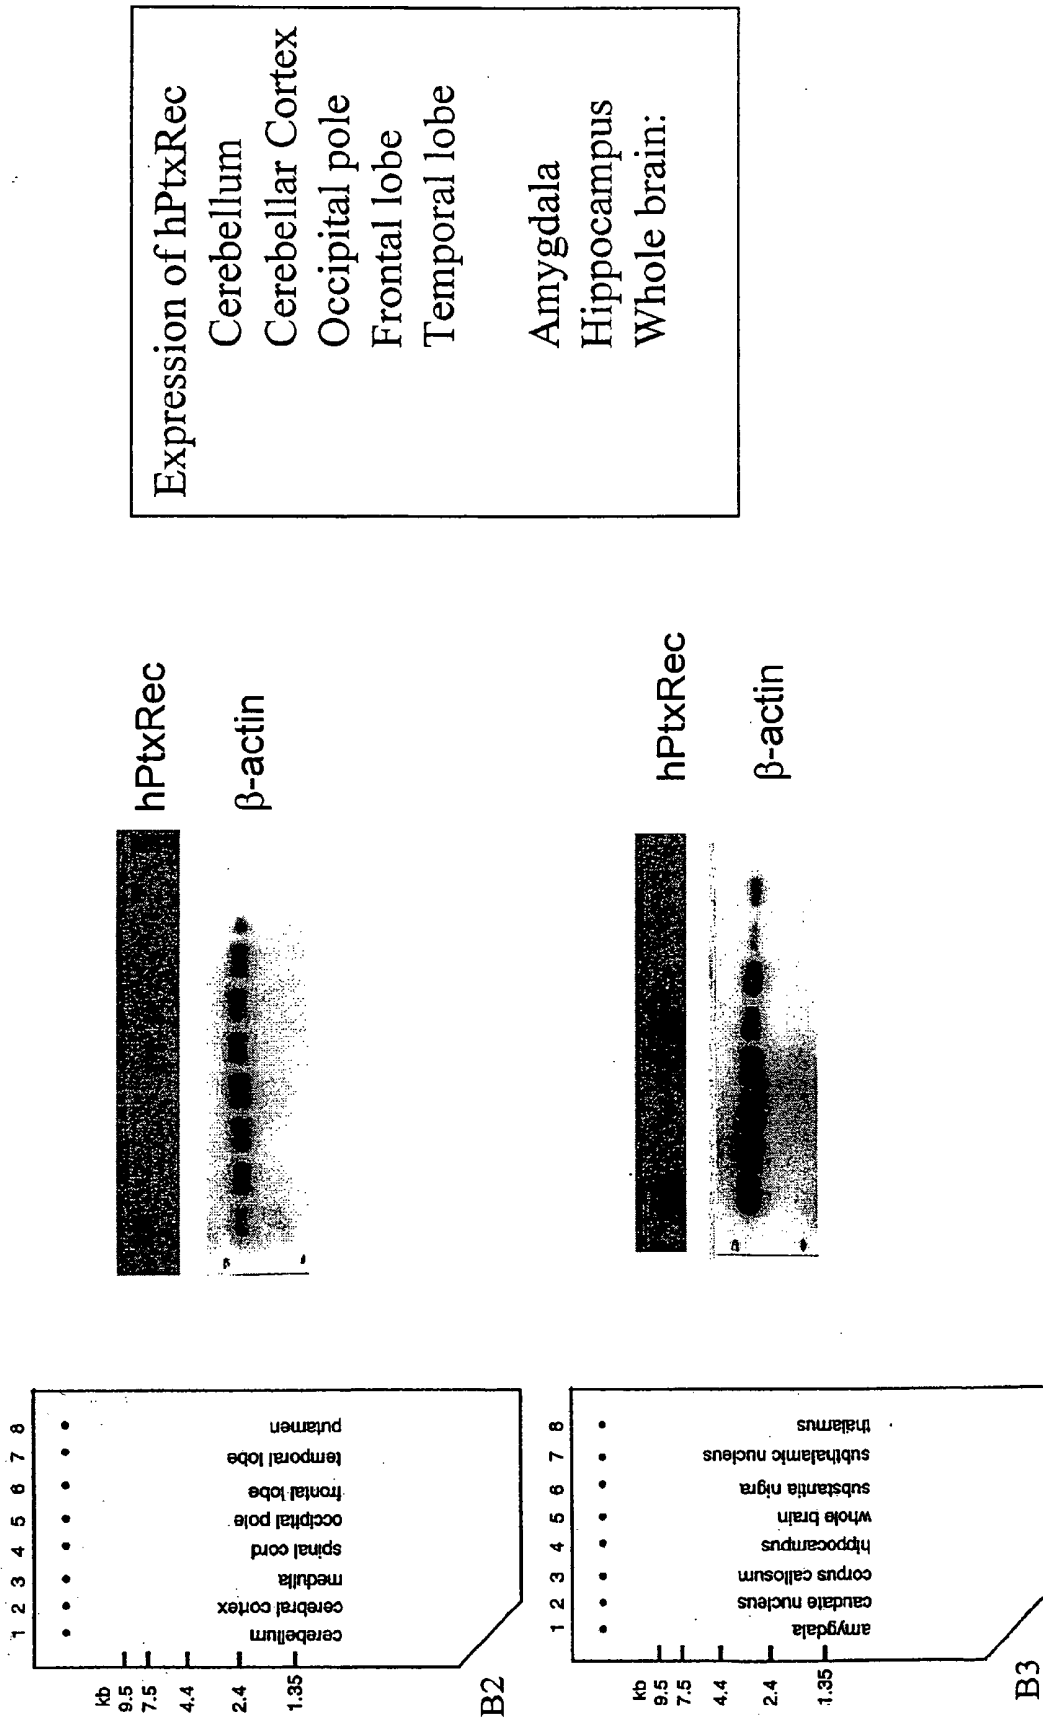 1 2 3 4 5 6 7 8
kb
9.5
7.5
4.4
2.4
1.35
cerebellum
cerebral cortex
medulla
spinal cord
occipital pole
frontal lobe
temporal lobe
putamen
B2
hPtxRec
β-actin
1 2 3 4 5 6 7 8
kb
9.5
7.5
4.4
2.4
1.35
amygdala
caudate nucleus
corpus callosum
hippocampus
whole brain
substantia nigra
subthalamic nucleus
thalamus
B3
hPtxRec
β-actin
Expression of hPtxRec
Cerebellum
Cerebellar Cortex
Occipital pole
Frontal lobe
Temporal lobe
Amygdala
Hippocampus
Whole brain: